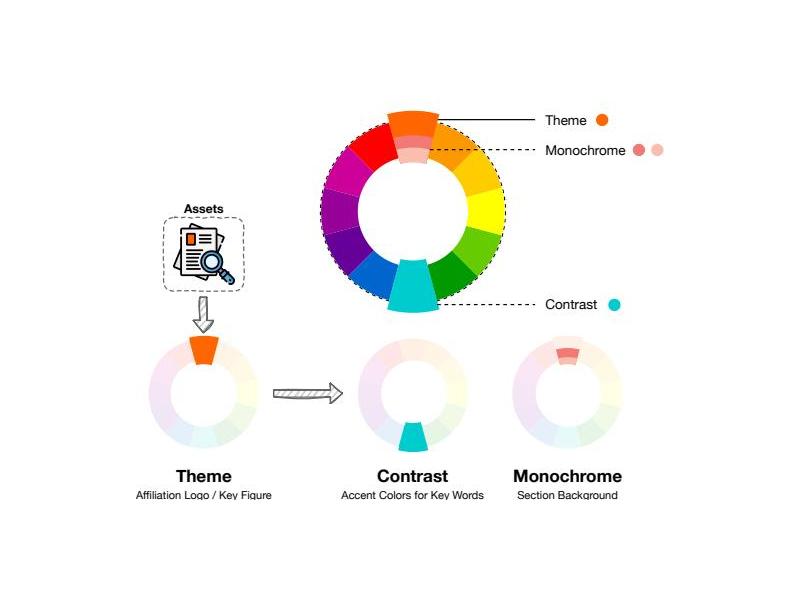 Theme
Monochrome
Assets
Contrast
Theme
Contrast
Monochrome
Affiliation Logo / Key Figure
Accent Colors for Key Words
Section Background